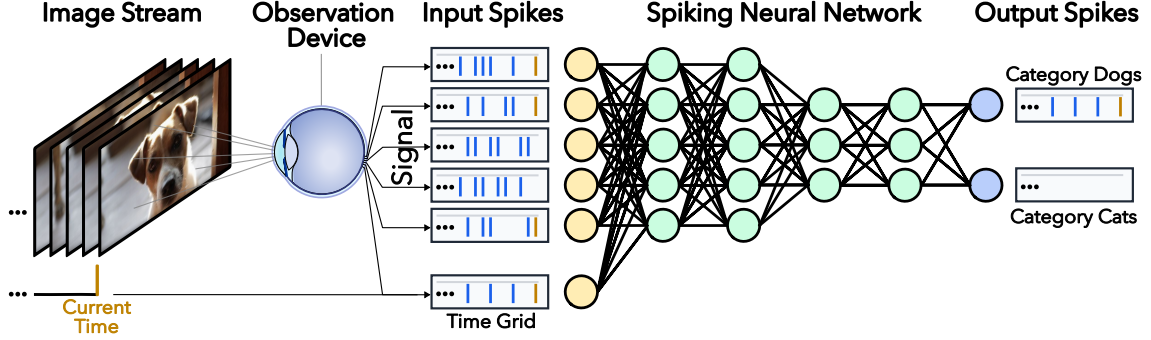 Image Stream
Observation
Device
Input Spikes
Spiking Neural Network
Output Spikes
Signal
Category Dogs
Category Cats
Current
Time
Time Grid